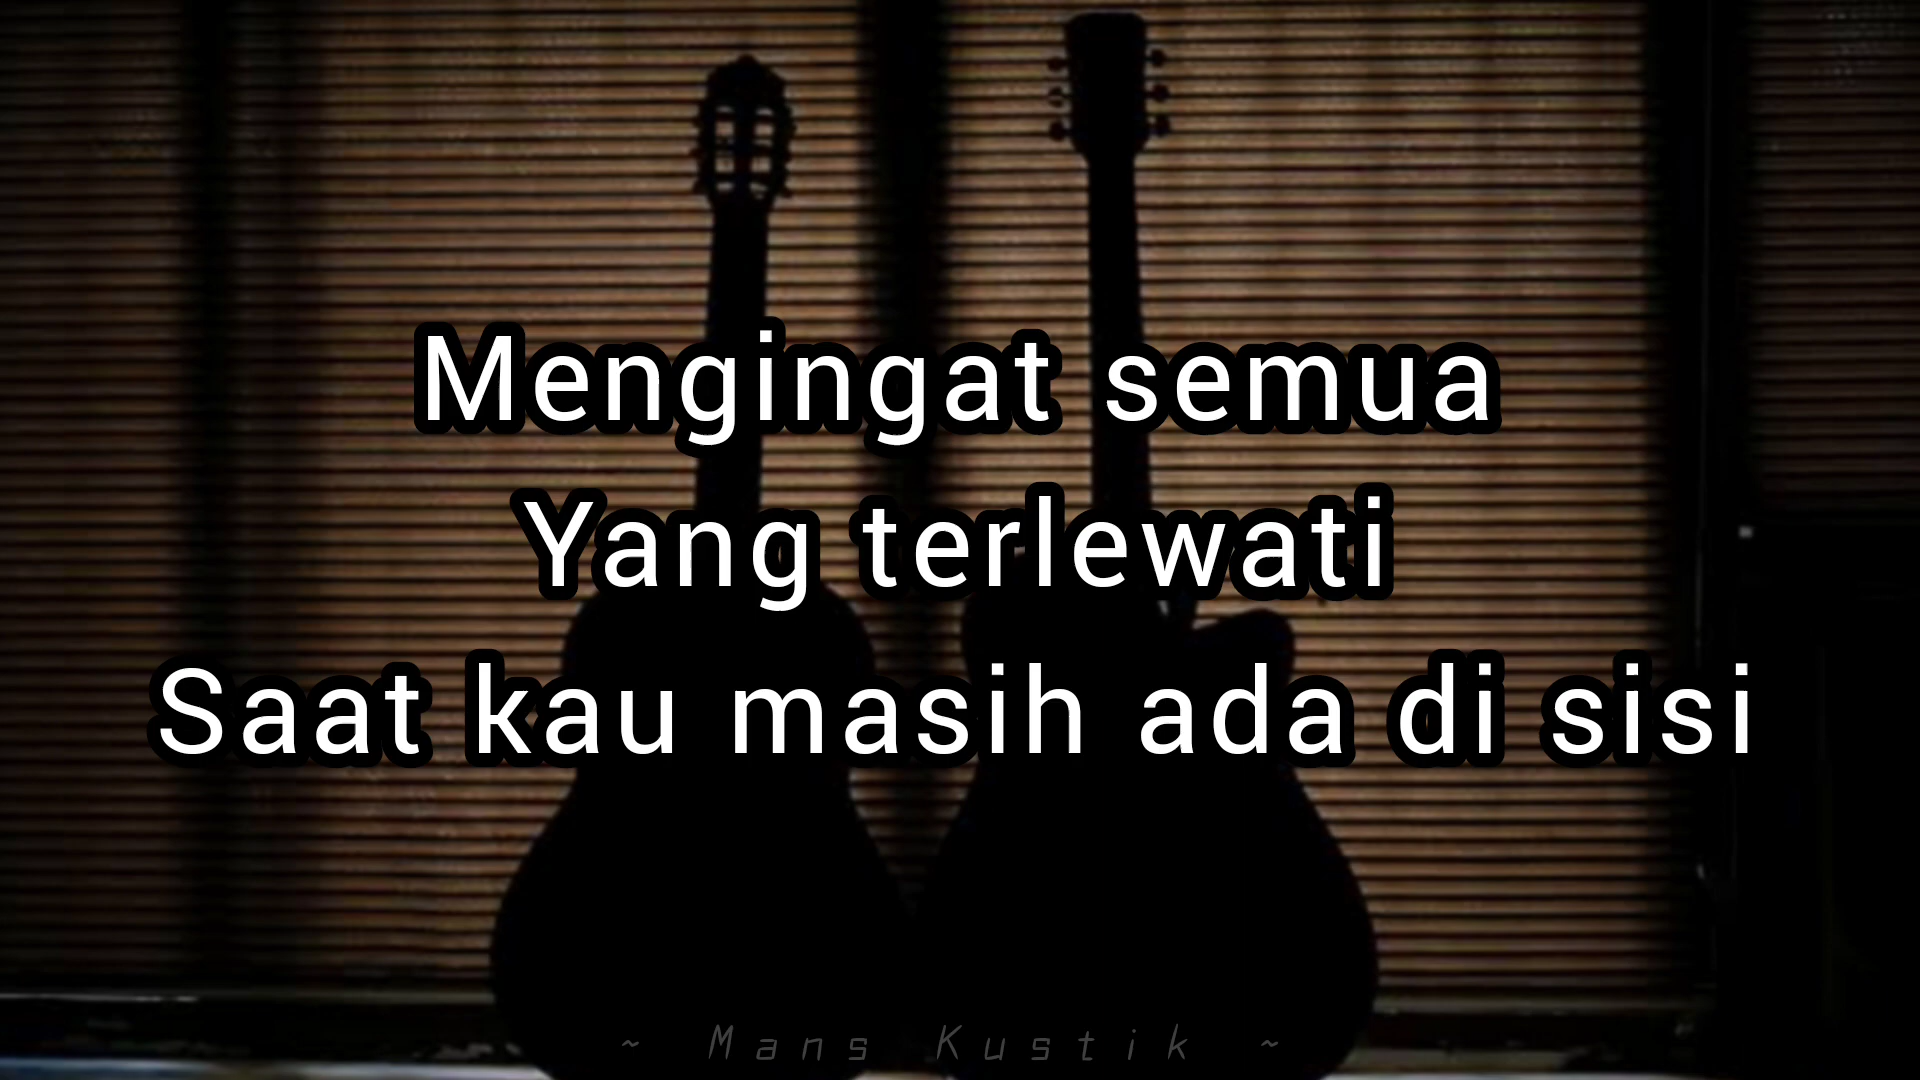 Mengingat semua
Yang terlewati
Saat kau masih ada di sisi
~ Mans Kustik ~